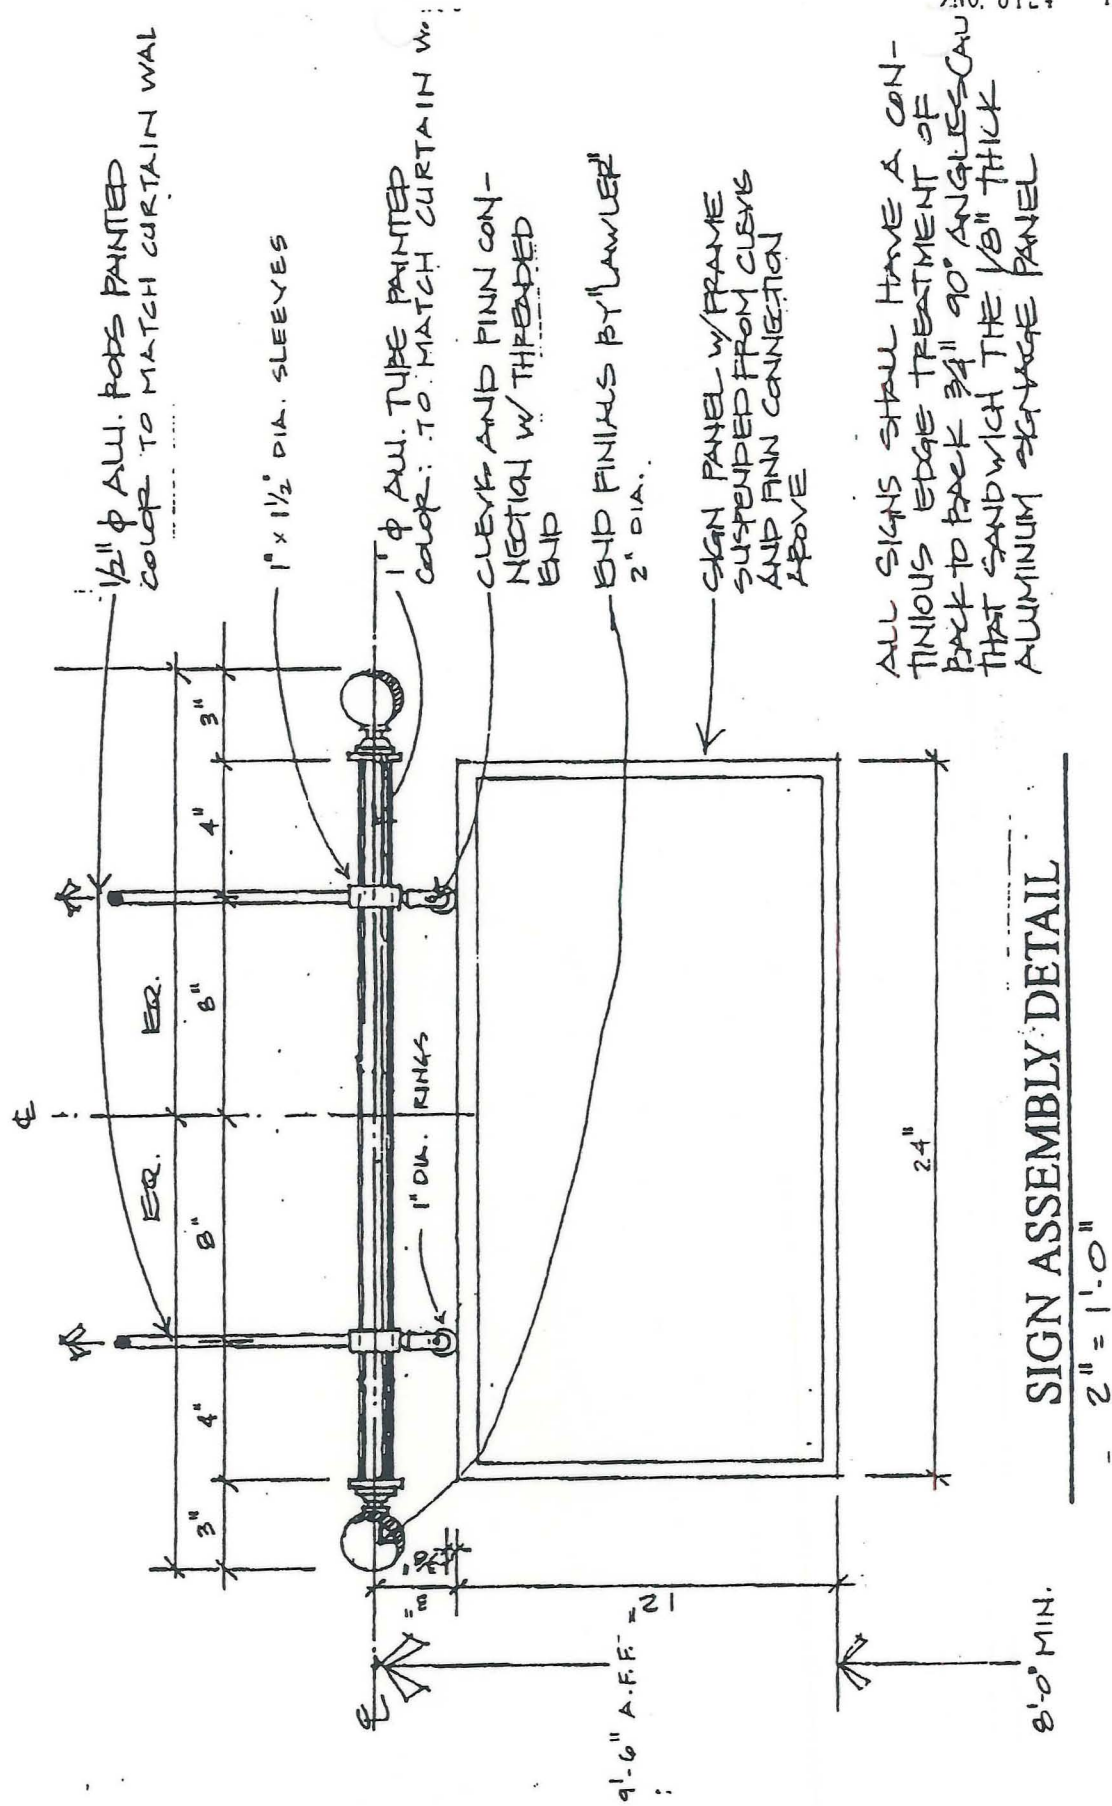 1/2" ϕ ALU. RODS PAINTED
COLOR TO MATCH CURTAIN WAL
1" x 1 1/2" DIA. SLEEVES
1" ϕ ALU. TUBE PAINTED
COLOR: TO MATCH CURTAIN W
CLEVIS AND PINN CON-
NECTION W/ THREADED
END
END FINIALS BY "LAWLER"
2" DIA.
SIGN PANEL W/ FRAME
SUSPENDED FROM CLEVIS
AND PINN CONNECTION
ABOVE
ALL SIGNS SHALL HAVE A CON-
TINIOUS EDGE TREATMENT OF
BACK TO BACK 3/4" 90° ANGLES
THAT SANDWICH THE 1/8" THICK
ALUMINUM SIGNAGE PANEL
℄
EQ. EQ.
3" 4" 8" 8" 4" 3"
1" DIA. RINGS
℄
3"
12"
9'-6" A.F.F.
8'-0" MIN.
24"
SIGN ASSEMBLY DETAIL
2" = 1'-0"